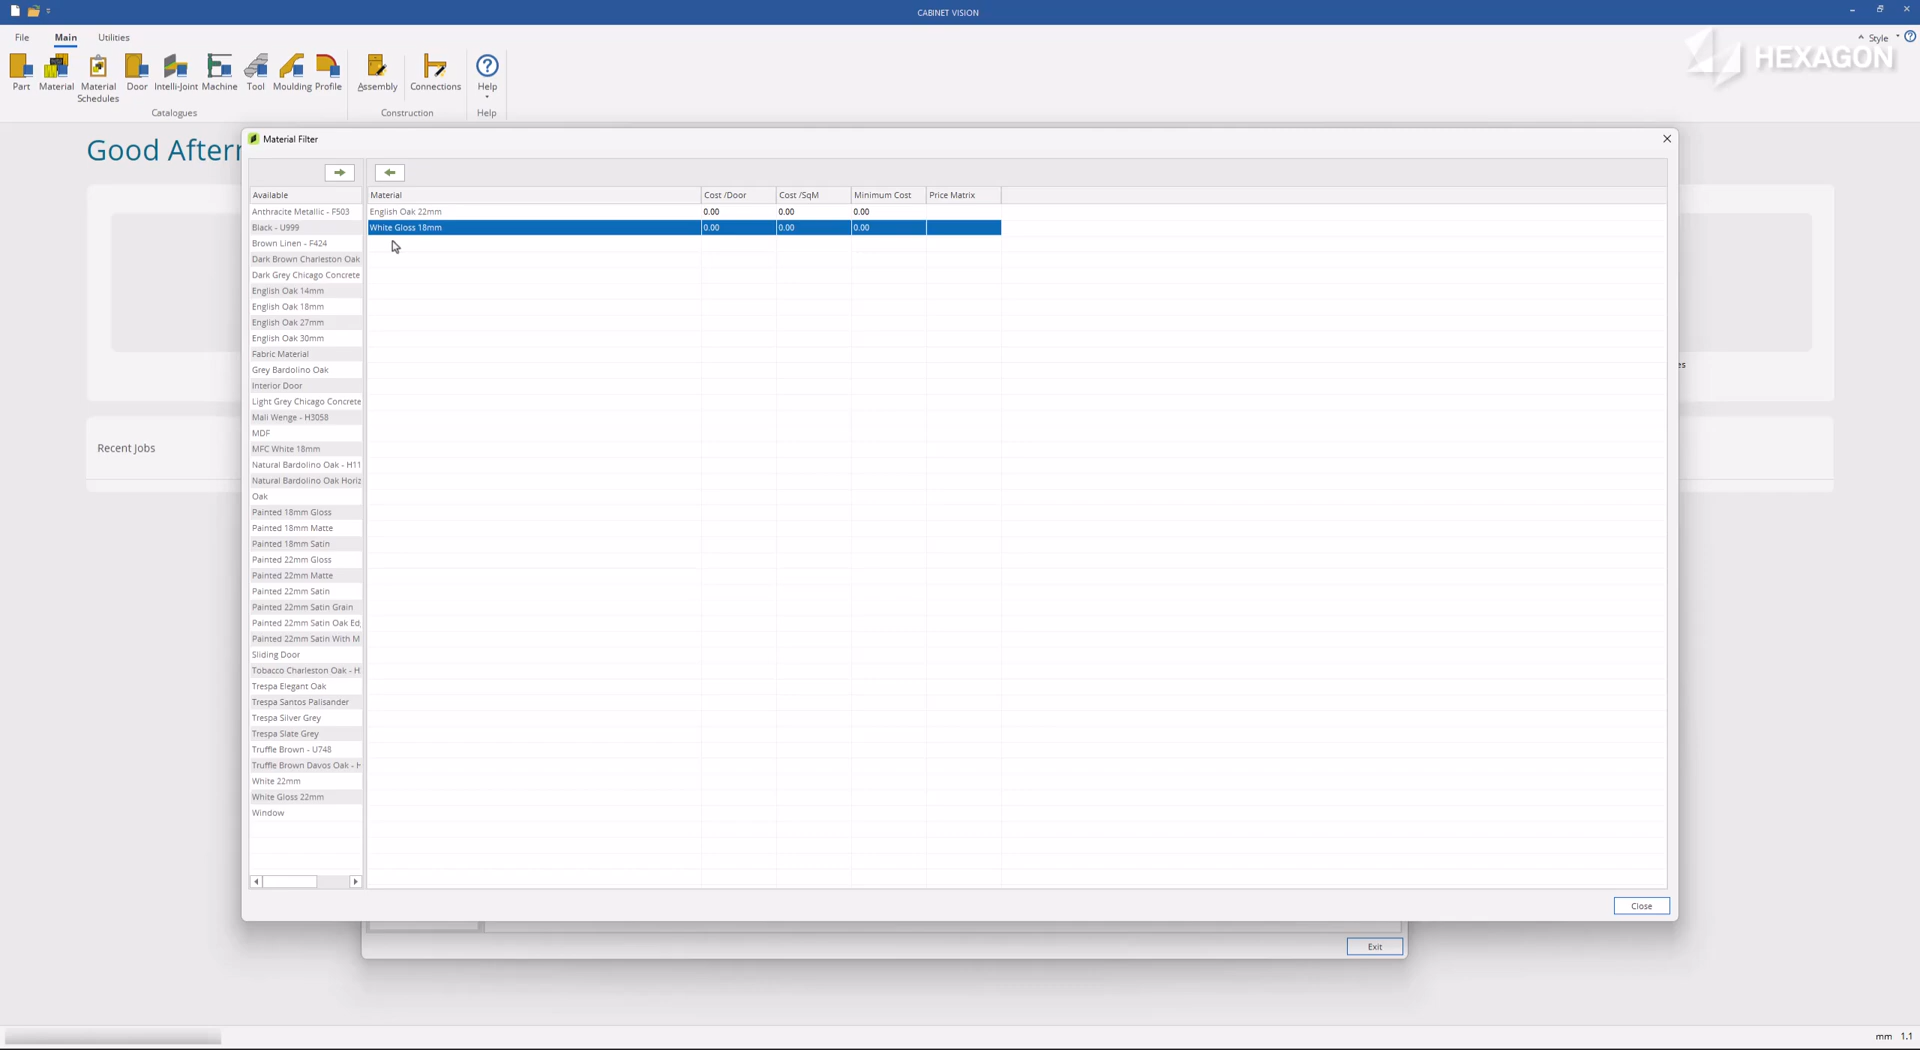 CABINET VISION
File Main Utilities Style
HEXAGON
Part Material Material Schedules Door Intelli-Joint Machine Tool Moulding Profile Assembly Connections Help
Catalogues Construction Help
Good Aftern
Material Filter
Available Material Cost /Door Cost /SqM Minimum Cost Price Matrix
Anthracite Metallic - F503 English Oak 22mm 0.00 0.00 0.00
Black - U999 White Gloss 18mm 0.00 0.00 0.00
Brown Linen - F424
Dark Brown Charleston Oak
Dark Grey Chicago Concrete
English Oak 14mm
English Oak 18mm
English Oak 27mm
English Oak 30mm
Fabric Material
es
Grey Bardolino Oak
Interior Door
Light Grey Chicago Concrete
Mali Wenge - H3058
MDF
Recent Jobs
MFC White 18mm
Natural Bardolino Oak - H11
Natural Bardolino Oak Horiz
Oak
Painted 18mm Gloss
Painted 18mm Matte
Painted 18mm Satin
Painted 22mm Gloss
Painted 22mm Matte
Painted 22mm Satin
Painted 22mm Satin Grain
Painted 22mm Satin Oak Ed
Painted 22mm Satin With M
Sliding Door
Tobacco Charleston Oak - H
Trespa Elegant Oak
Trespa Santos Palisander
Trespa Silver Grey
Trespa Slate Grey
Truffle Brown - U748
Truffle Brown Davos Oak - H
White 22mm
White Gloss 22mm
Window
Close
Exit
mm 1.1